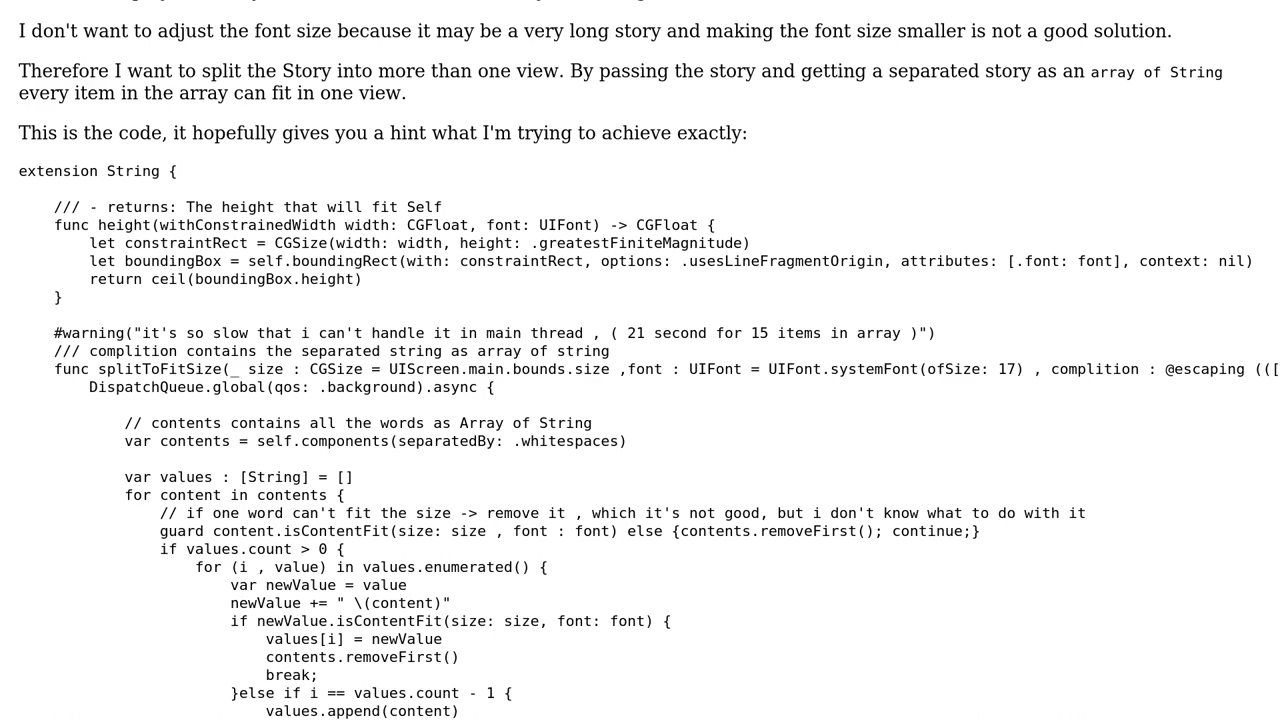 I don't want to adjust the font size because it may be a very long story and making the font size smaller is not a good solution.
Therefore I want to split the Story into more than one view. By passing the story and getting a separated story as an array of String
every item in the array can fit in one view.
This is the code, it hopefully gives you a hint what I'm trying to achieve exactly:
extension String {
/// - returns: The height that will fit Self
func height(withConstrainedWidth width: CGFloat, font: UIFont) -> CGFloat {
let constraintRect = CGSize(width: width, height: .greatestFiniteMagnitude)
let boundingBox = self.boundingRect(with: constraintRect, options: .usesLineFragmentOrigin, attributes: [.font: font], context: nil)
return ceil(boundingBox.height)
}
#warning("it's so slow that i can't handle it in main thread , ( 21 second for 15 items in array )")
/// complition contains the separated string as array of string
func splitToFitSize(_ size : CGSize = UIScreen.main.bounds.size ,font : UIFont = UIFont.systemFont(ofSize: 17) , complition : @escaping (([
DispatchQueue.global(qos: .background).async {
// contents contains all the words as Array of String
var contents = self.components(separatedBy: .whitespaces)
var values : [String] = []
for content in contents {
// if one word can't fit the size -> remove it , which it's not good, but i don't know what to do with it
guard content.isContentFit(size: size , font : font) else {contents.removeFirst(); continue;}
if values.count > 0 {
for (i , value) in values.enumerated() {
var newValue = value
newValue += " \(content)"
if newValue.isContentFit(size: size, font: font) {
values[i] = newValue
contents.removeFirst()
break;
}else if i == values.count - 1 {
values.append(content)